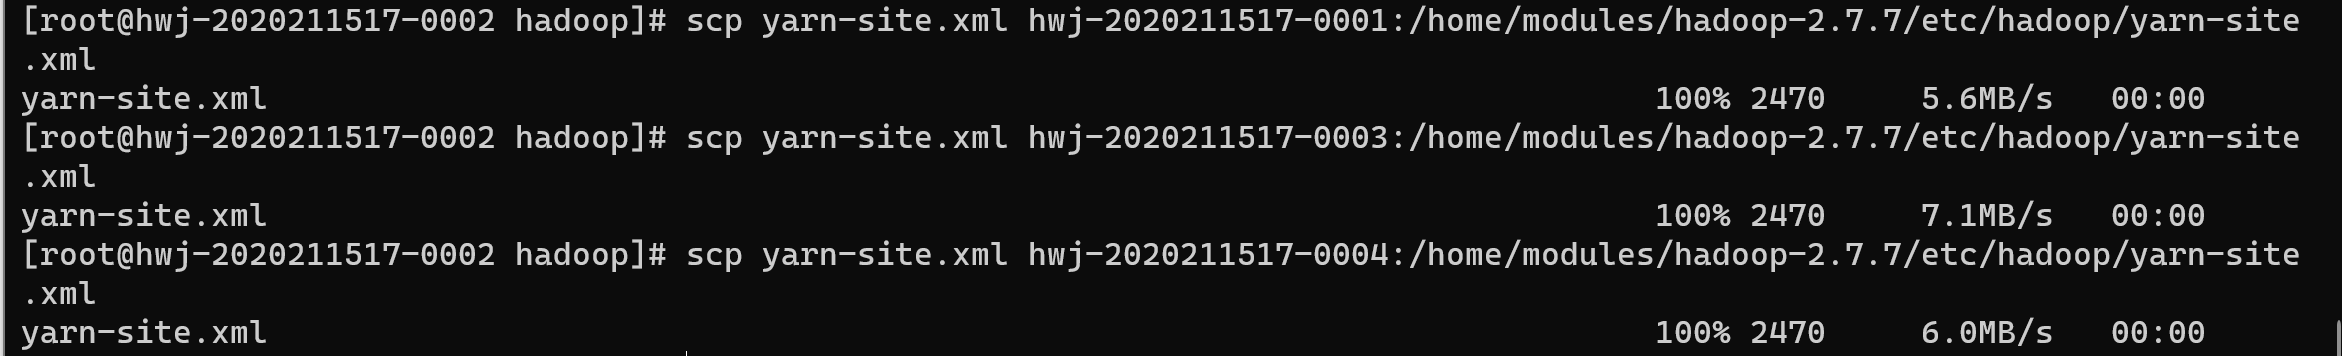 [root@hwj-2020211517-0002 hadoop]# scp yarn-site.xml hwj-2020211517-0001:/home/modules/hadoop-2.7.7/etc/hadoop/yarn-site
.xml
yarn-site.xml 100% 2470 5.6MB/s 00:00
[root@hwj-2020211517-0002 hadoop]# scp yarn-site.xml hwj-2020211517-0003:/home/modules/hadoop-2.7.7/etc/hadoop/yarn-site
.xml
yarn-site.xml 100% 2470 7.1MB/s 00:00
[root@hwj-2020211517-0002 hadoop]# scp yarn-site.xml hwj-2020211517-0004:/home/modules/hadoop-2.7.7/etc/hadoop/yarn-site
.xml
yarn-site.xml 100% 2470 6.0MB/s 00:00